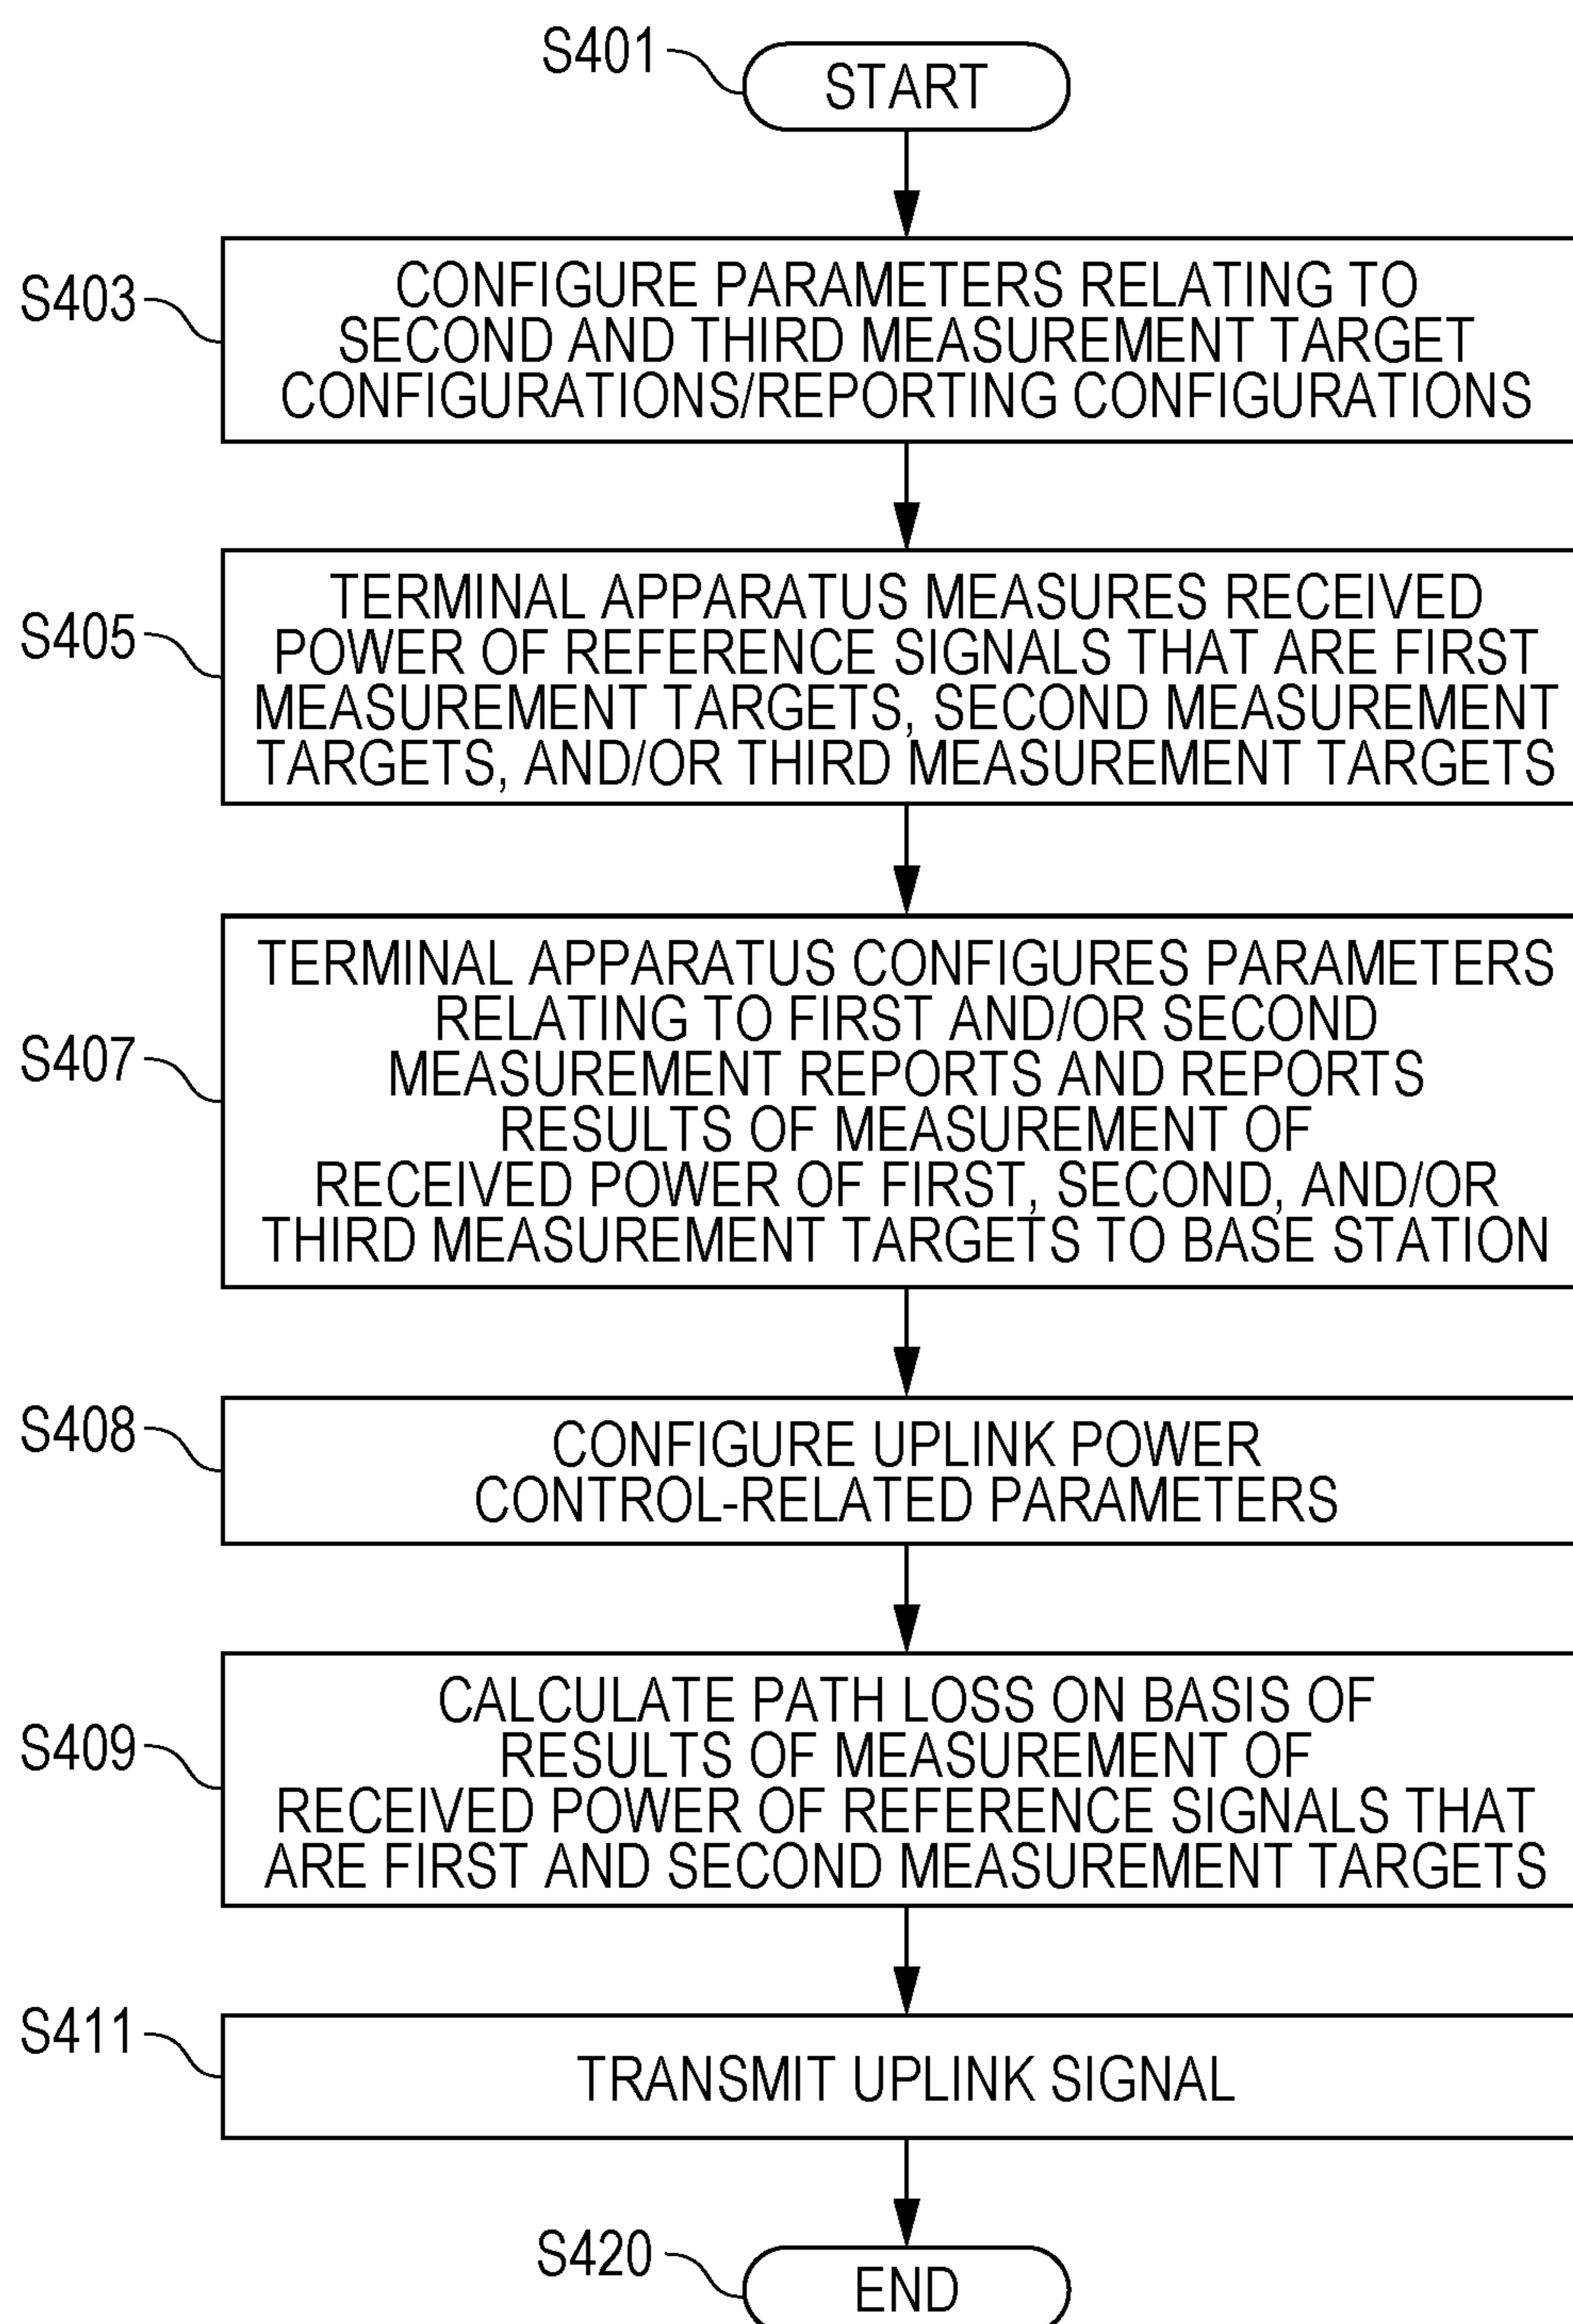 S401
START
S403
CONFIGURE PARAMETERS RELATING TO
SECOND AND THIRD MEASUREMENT TARGET
CONFIGURATIONS/REPORTING CONFIGURATIONS
S405
TERMINAL APPARATUS MEASURES RECEIVED
POWER OF REFERENCE SIGNALS THAT ARE FIRST
MEASUREMENT TARGETS, SECOND MEASUREMENT
TARGETS, AND/OR THIRD MEASUREMENT TARGETS
S407
TERMINAL APPARATUS CONFIGURES PARAMETERS
RELATING TO FIRST AND/OR SECOND
MEASUREMENT REPORTS AND REPORTS
RESULTS OF MEASUREMENT OF
RECEIVED POWER OF FIRST, SECOND, AND/OR
THIRD MEASUREMENT TARGETS TO BASE STATION
S408
CONFIGURE UPLINK POWER
CONTROL-RELATED PARAMETERS
S409
CALCULATE PATH LOSS ON BASIS OF
RESULTS OF MEASUREMENT OF
RECEIVED POWER OF REFERENCE SIGNALS THAT
ARE FIRST AND SECOND MEASUREMENT TARGETS
S411
TRANSMIT UPLINK SIGNAL
S420
END